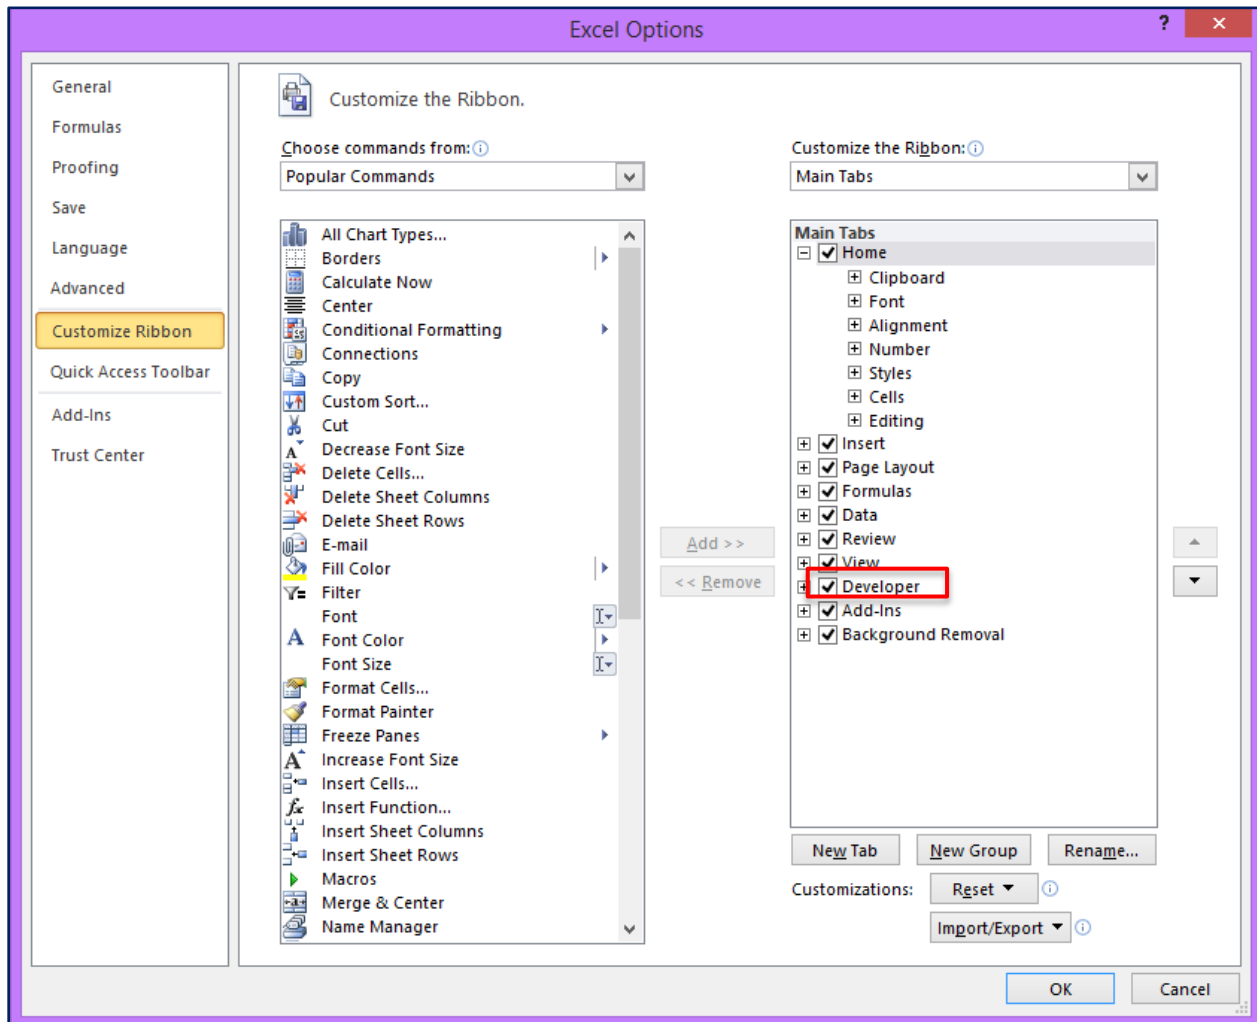 Excel Options
?
General
Formulas
Proofing
Save
Language
Advanced
Customize Ribbon
Quick Access Toolbar
Add-Ins
Trust Center
Customize the Ribbon.
Choose commands from:
Popular Commands
All Chart Types...
Borders
Calculate Now
Center
Conditional Formatting
Connections
Copy
Custom Sort...
Cut
Decrease Font Size
Delete Cells...
Delete Sheet Columns
Delete Sheet Rows
E-mail
Fill Color
Filter
Font
Font Color
Font Size
Format Cells...
Format Painter
Freeze Panes
Increase Font Size
Insert Cells...
Insert Function...
Insert Sheet Columns
Insert Sheet Rows
Macros
Merge & Center
Name Manager
Add >>
<< Remove
Customize the Ribbon:
Main Tabs
Main Tabs
Home
Clipboard
Font
Alignment
Number
Styles
Cells
Editing
Insert
Page Layout
Formulas
Data
Review
View
Developer
Add-Ins
Background Removal
New Tab
New Group
Rename...
Customizations:
Reset
Import/Export
OK
Cancel